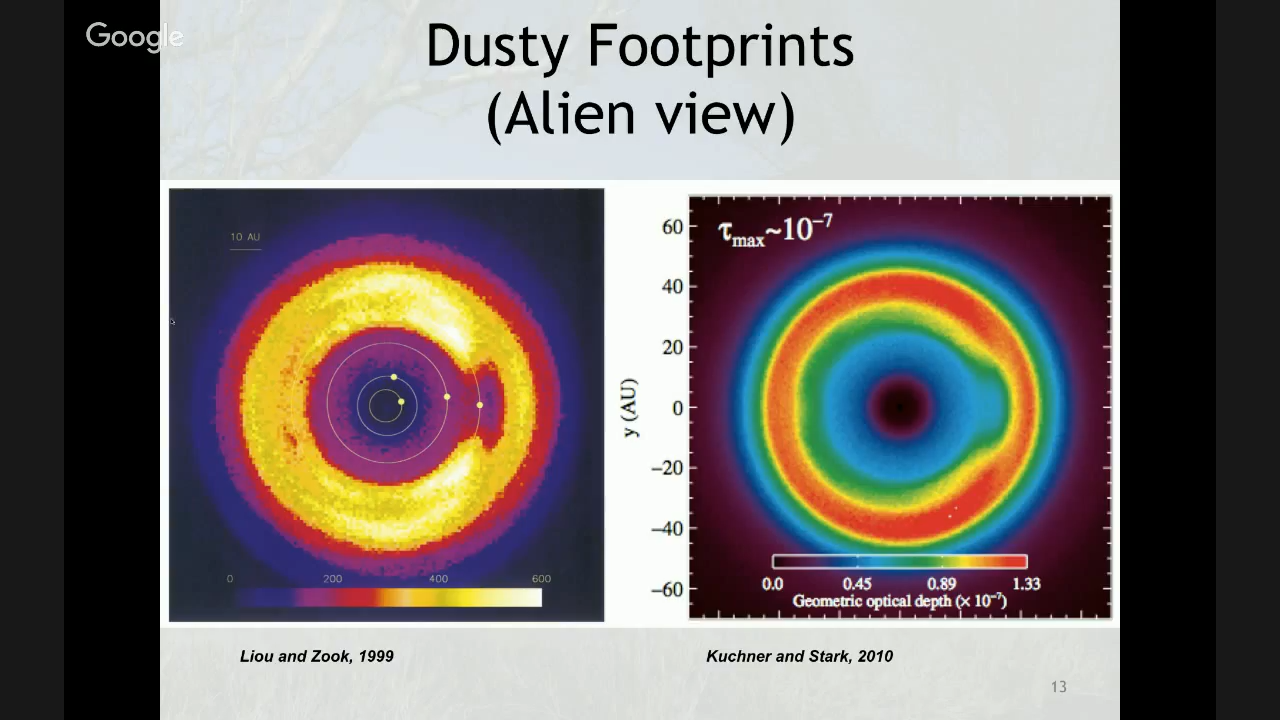 Google
Dusty Footprints
(Alien view)
10 AU
0 200 400 600
τmax~10⁻⁷
y (AU)
60
40
20
0
−20
−40
−60
0.0 0.45 0.89 1.33
Geometric optical depth (× 10⁻⁷)
Liou and Zook, 1999
Kuchner and Stark, 2010
13